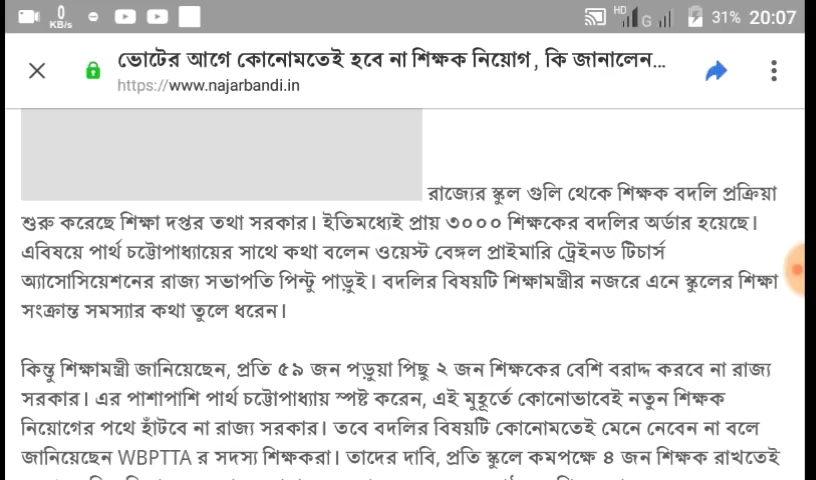 0
KB/s
HD
G
31% 20:07
ভোটের আগে কোনোমতেই হবে না শিক্ষক নিয়োগ, কি জানালেন...
https://www.najarbandi.in
রাজ্যের স্কুল গুলি থেকে শিক্ষক বদলি প্রক্রিয়া
শুরু করেছে শিক্ষা দপ্তর তথা সরকার। ইতিমধ্যেই প্রায় ৩০০০ শিক্ষকের বদলির অর্ডার হয়েছে।
এবিষয়ে পার্থ চট্টোপাধ্যায়ের সাথে কথা বলেন ওয়েস্ট বেঙ্গল প্রাইমারি ট্রেইনড টিচার্স
অ্যাসোসিয়েশনের রাজ্য সভাপতি পিন্টু পাড়ুই। বদলির বিষয়টি শিক্ষামন্ত্রীর নজরে এনে স্কুলের শিক্ষা
সংক্রান্ত সমস্যার কথা তুলে ধরেন।
কিন্তু শিক্ষামন্ত্রী জানিয়েছেন, প্রতি ৫৯ জন পড়ুয়া পিছু ২ জন শিক্ষকের বেশি বরাদ্দ করবে না রাজ্য
সরকার। এর পাশাপাশি পার্থ চট্টোপাধ্যায় স্পষ্ট করেন, এই মুহূর্তে কোনোভাবেই নতুন শিক্ষক
নিয়োগের পথে হাঁটবে না রাজ্য সরকার। তবে বদলির বিষয়টি কোনোমতেই মেনে নেবেন না বলে
জানিয়েছেন WBPTTA র সদস্য শিক্ষকরা। তাদের দাবি, প্রতি স্কুলে কমপক্ষে ৪ জন শিক্ষক রাখতেই